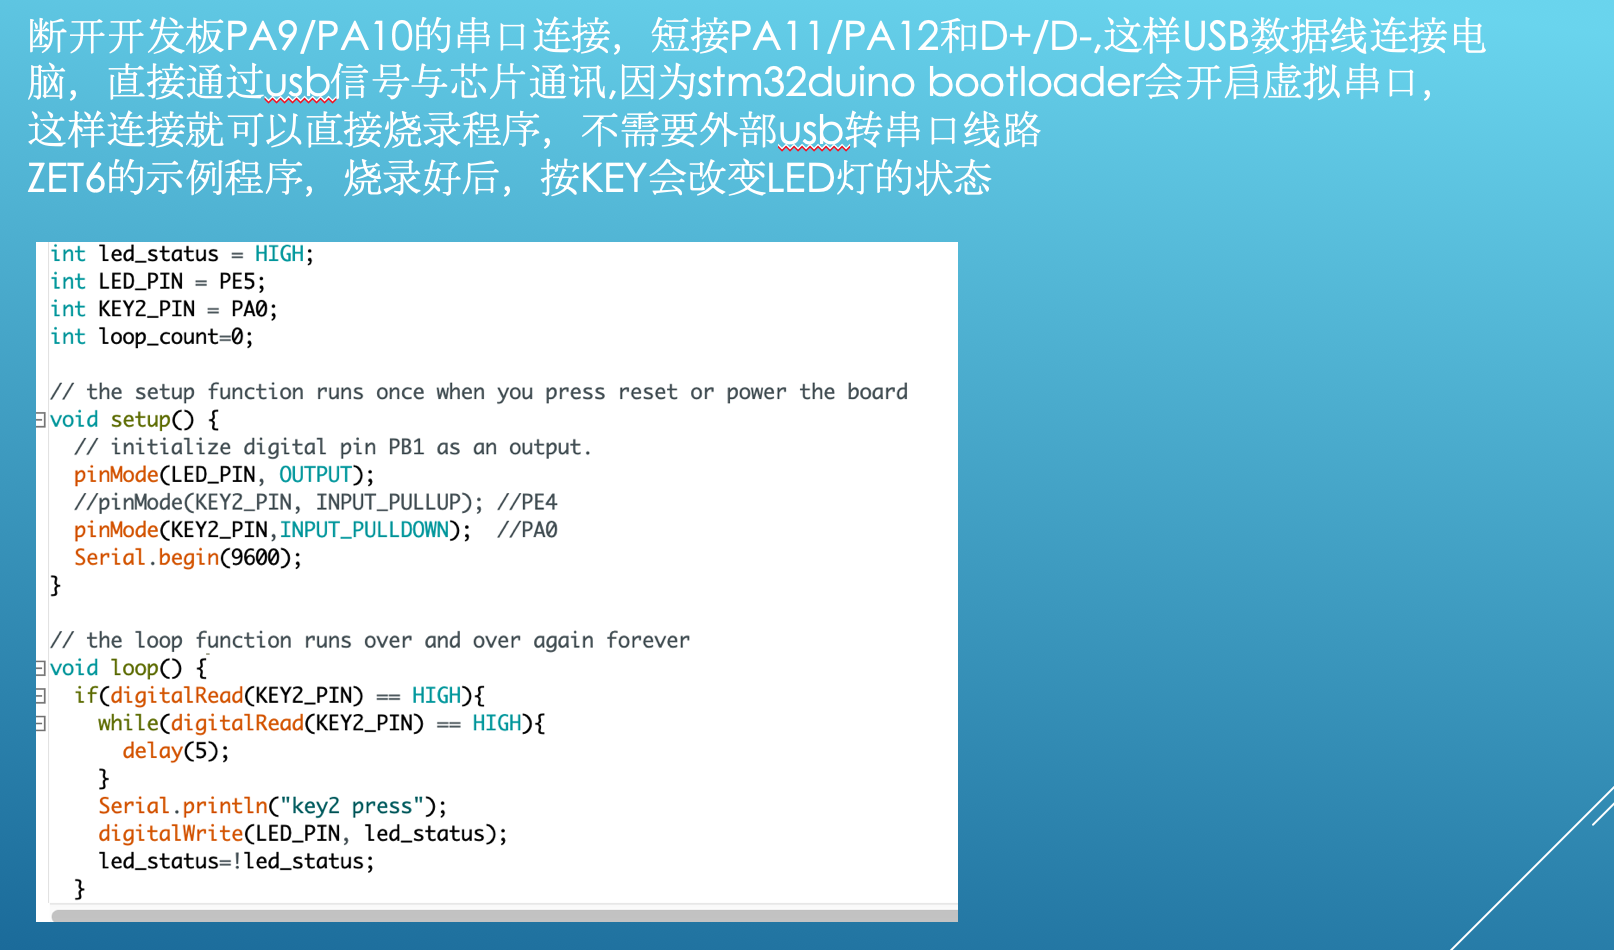 断开开发板PA9/PA10的串口连接，短接PA11/PA12和D+/D-,这样USB数据线连接电
脑，直接通过usb信号与芯片通讯,因为stm32duino bootloader会开启虚拟串口，
这样连接就可以直接烧录程序，不需要外部usb转串口线路
ZET6的示例程序，烧录好后，按KEY会改变LED灯的状态
int led_status = HIGH;
int LED_PIN = PE5;
int KEY2_PIN = PA0;
int loop_count=0;
// the setup function runs once when you press reset or power the board
void setup() {
// initialize digital pin PB1 as an output.
pinMode(LED_PIN, OUTPUT);
//pinMode(KEY2_PIN, INPUT_PULLUP); //PE4
pinMode(KEY2_PIN,INPUT_PULLDOWN);  //PA0
Serial.begin(9600);
}
// the loop function runs over and over again forever
void loop() {
if(digitalRead(KEY2_PIN) == HIGH){
while(digitalRead(KEY2_PIN) == HIGH){
delay(5);
}
Serial.println("key2 press");
digitalWrite(LED_PIN, led_status);
led_status=!led_status;
}